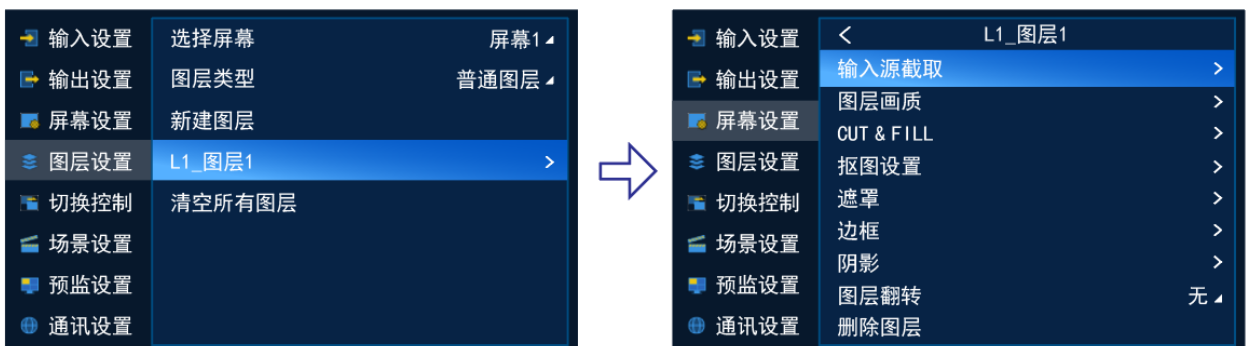 输入设置
输出设置
屏幕设置
图层设置
切换控制
场景设置
预监设置
通讯设置
选择屏幕 屏幕1
图层类型 普通图层
新建图层
L1_图层1 >
清空所有图层
输入设置
输出设置
屏幕设置
图层设置
切换控制
场景设置
预监设置
通讯设置
< L1_图层1
输入源截取 >
图层画质 >
CUT & FILL >
抠图设置 >
遮罩 >
边框 >
阴影 >
图层翻转 无
删除图层